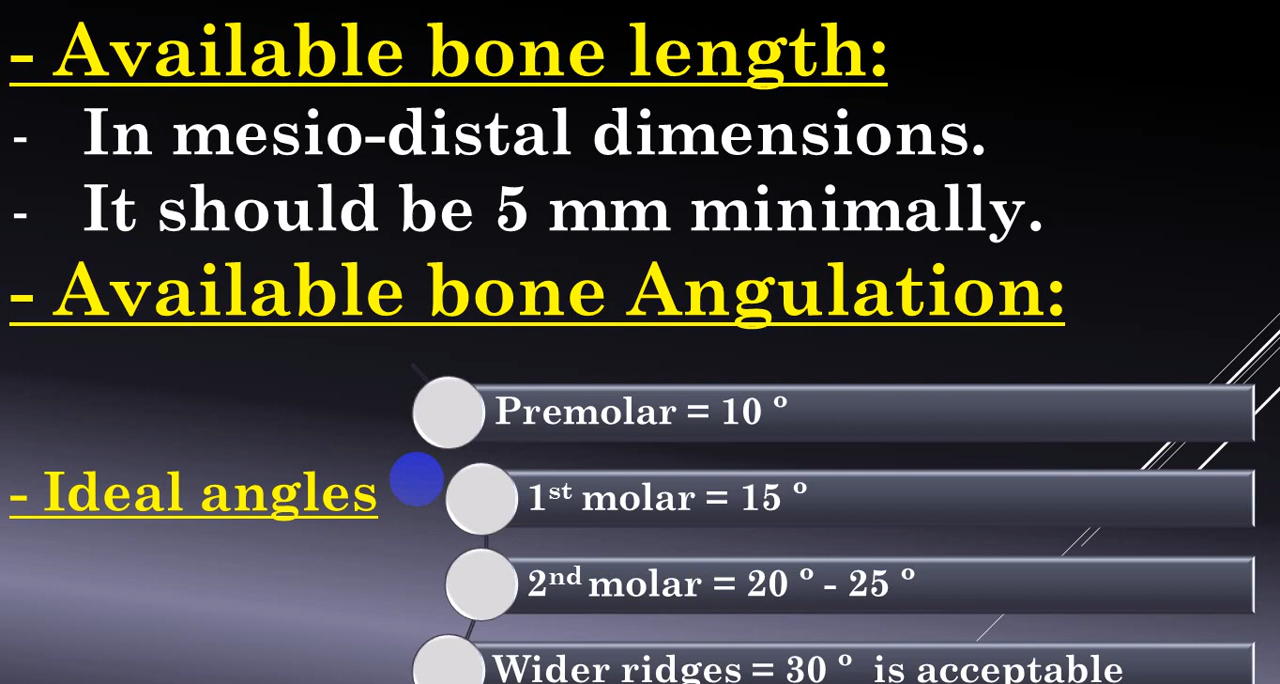 - Available bone length:
- In mesio-distal dimensions.
- It should be 5 mm minimally.
- Available bone Angulation:
Premolar = 10 º
- Ideal angles
1st molar = 15 º
2nd molar = 20 º - 25 º
Wider ridges = 30 º is acceptable